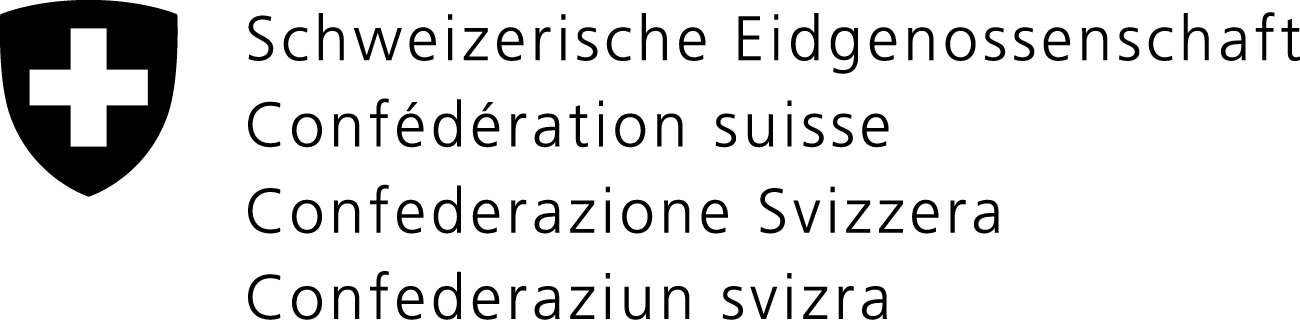 Schweizerische Eidgenossenschaft
Confédération suisse
Confederazione Svizzera
Confederaziun svizra